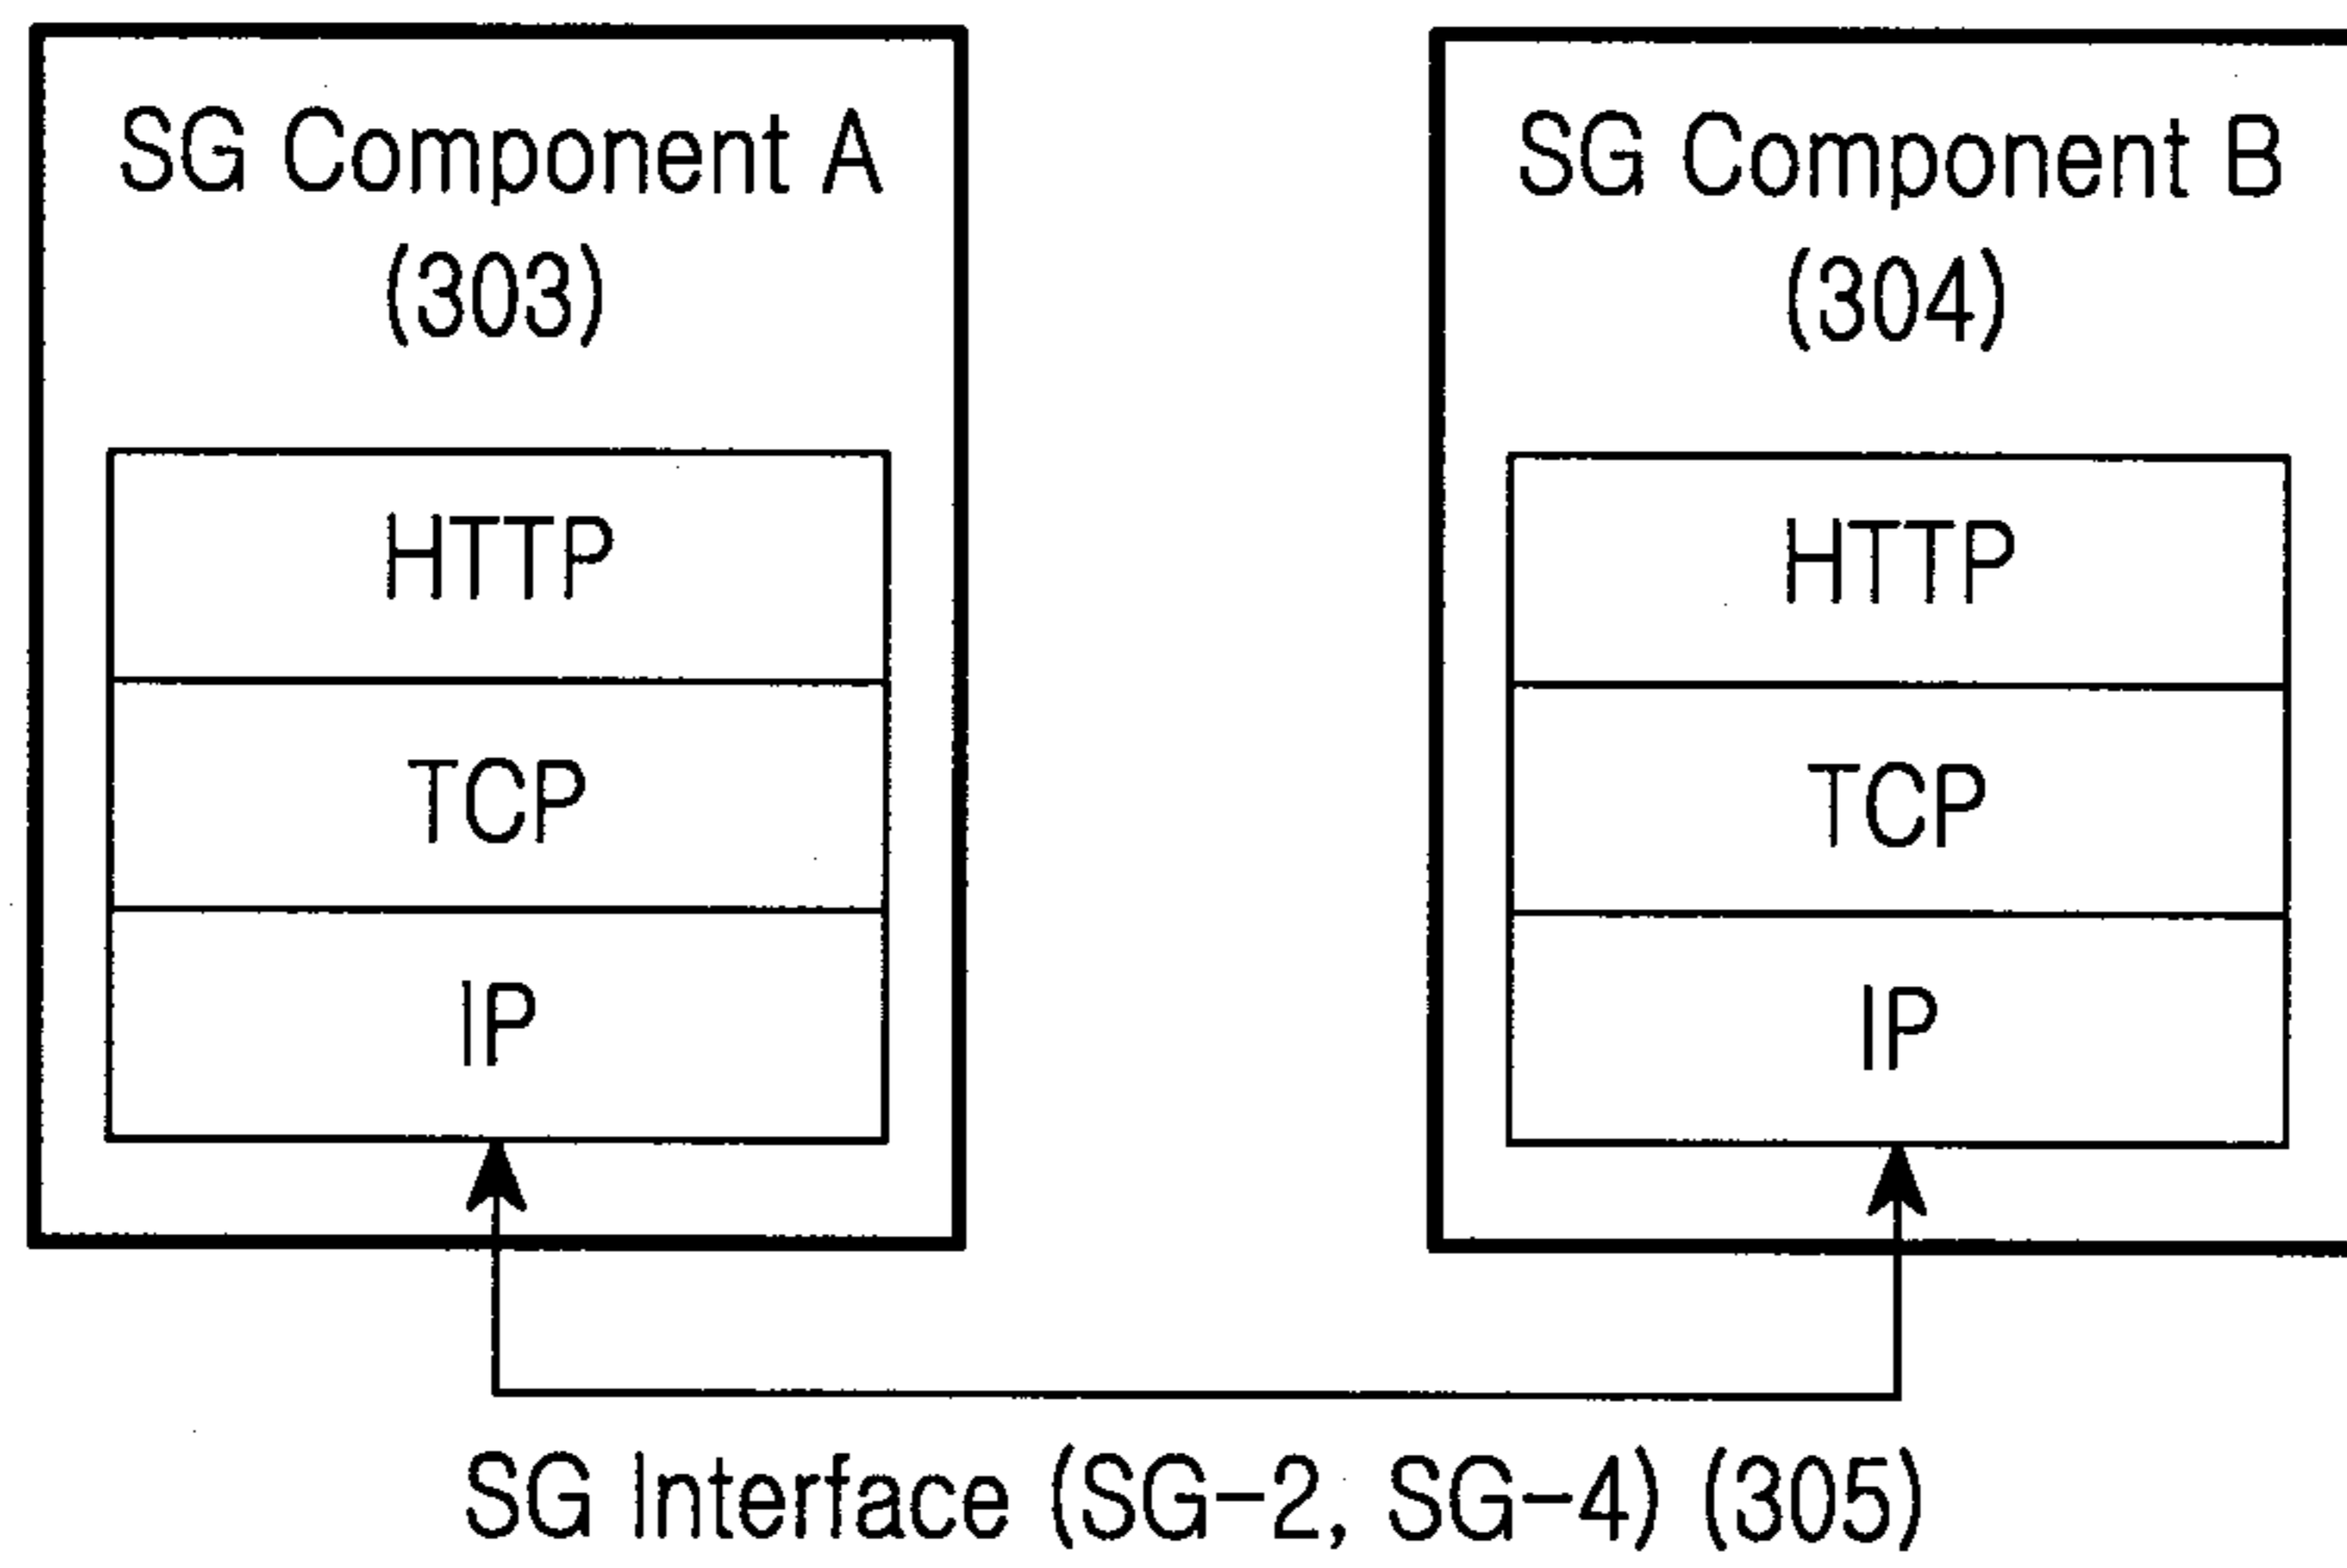 SG Component A
(303)
HTTP
TCP
IP
SG Component B
(304)
HTTP
TCP
IP
SG Interface (SG-2, SG-4) (305)